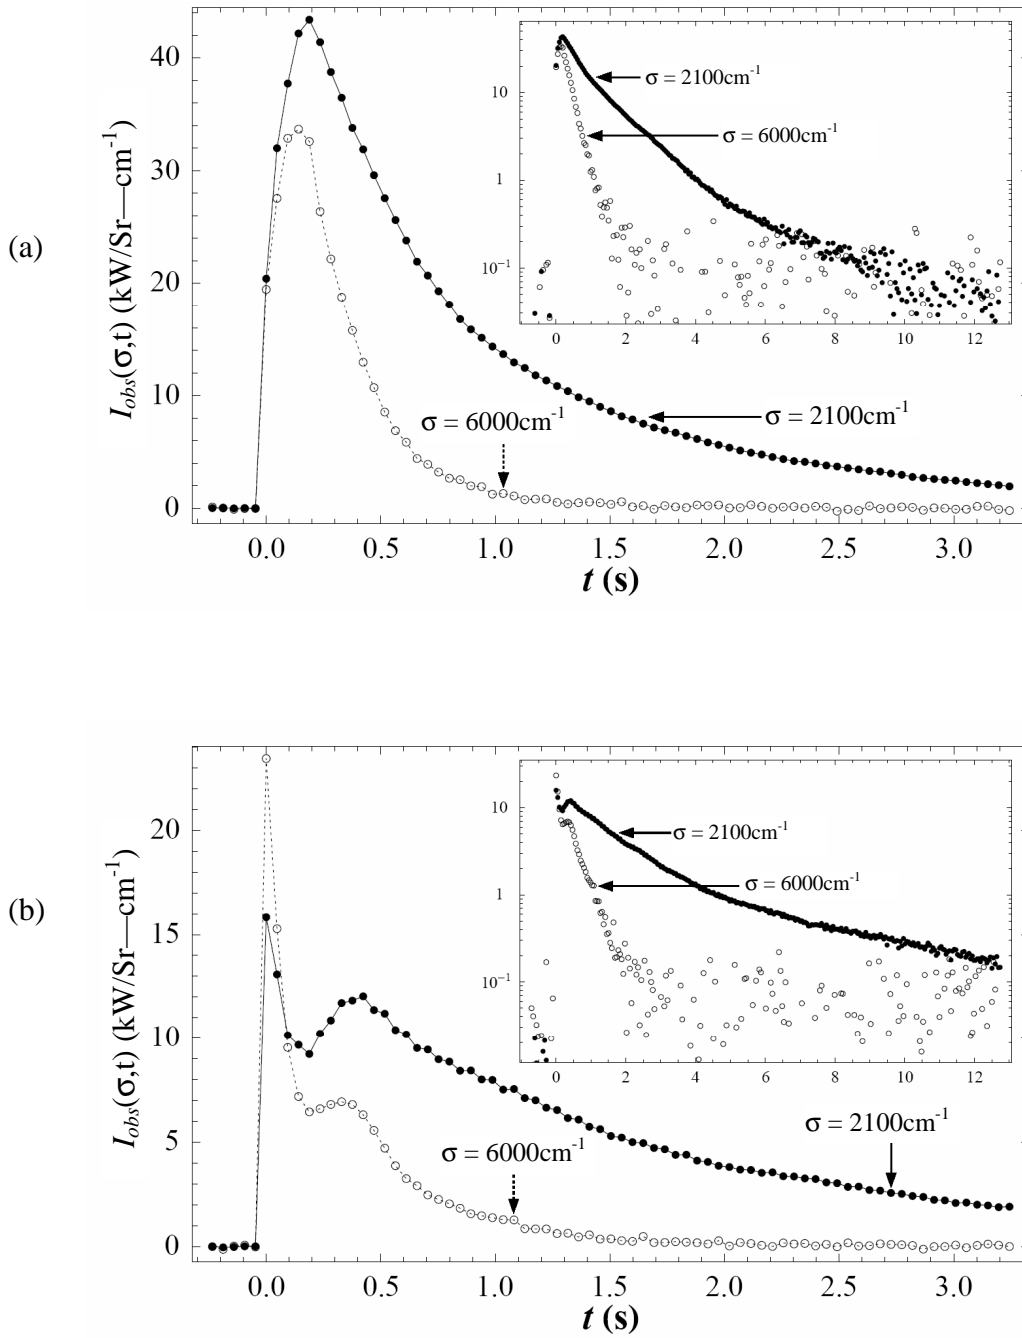 (a)
I_obs(σ,t) (kW/Sr—cm⁻¹)
40
30
20
10
0
0.0 0.5 1.0 1.5 2.0 2.5 3.0
t (s)
σ = 6000cm⁻¹
σ = 2100cm⁻¹
10
1
10⁻¹
0 2 4 6 8 10 12
σ = 2100cm⁻¹
σ = 6000cm⁻¹
(b)
I_obs(σ,t) (kW/Sr—cm⁻¹)
20
15
10
5
0
0.0 0.5 1.0 1.5 2.0 2.5 3.0
t (s)
σ = 6000cm⁻¹
σ = 2100cm⁻¹
10
1
10⁻¹
0 2 4 6 8 10 12
σ = 2100cm⁻¹
σ = 6000cm⁻¹